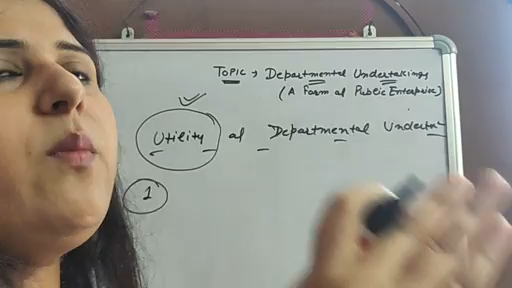 TOPIC → Departmental Undertakings
(A Form of Public Enterprise)
Utility of Departmental
1